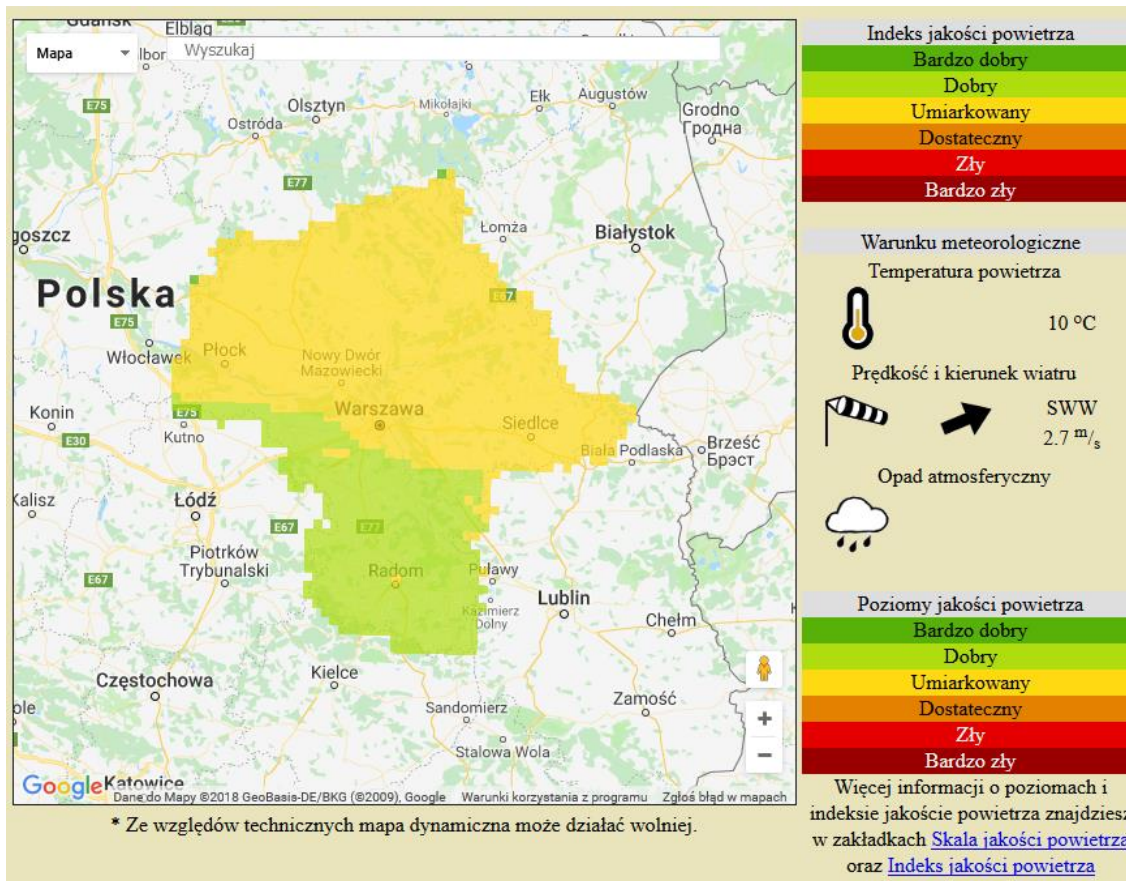 Gdańsk
Elbląg
Mapa
lbor
Wyszukaj
E75
Olsztyn
Mikołajki
Ełk
Augustów
Grodno
Гродна
Ostróda
E77
Łomża
Białystok
goszcz
Polska
E67
E75
Włocławek
Płock
Nowy Dwór
Mazowiecki
Konin
E75
Warszawa
Siedlce
Kutno
E30
Biała Podlaska
Brześć
Брэст
Kalisz
Łódź
E67
E77
Piotrków
Trybunalski
E67
Radom
Puławy
Lublin
Kazimierz
Dolny
Chełm
Kielce
Częstochowa
ole
Sandomierz
Zamość
Stalowa Wola
+
−
Google
Katowice
Dane do Mapy ©2018 GeoBasis-DE/BKG (©2009), Google
Warunki korzystania z programu
Zgłoś błąd w mapach
* Ze względów technicznych mapa dynamiczna może działać wolniej.
Indeks jakości powietrza
Bardzo dobry
Dobry
Umiarkowany
Dostateczny
Zły
Bardzo zły
Warunku meteorologiczne
Temperatura powietrza
10 °C
Prędkość i kierunek wiatru
SWW
2.7 m/s
Opad atmosferyczny
Poziomy jakości powietrza
Bardzo dobry
Dobry
Umiarkowany
Dostateczny
Zły
Bardzo zły
Więcej informacji o poziomach i
indeksie jakoście powietrza znajdziesz
w zakładkach Skala jakości powietrza
oraz Indeks jakości powietrza